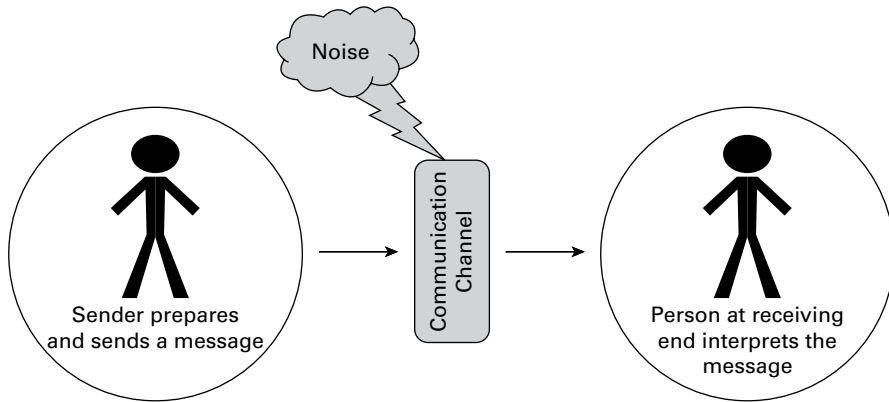 Noise
Sender prepares
and sends a message
Communication
Channel
Person at receiving
end interprets the
message